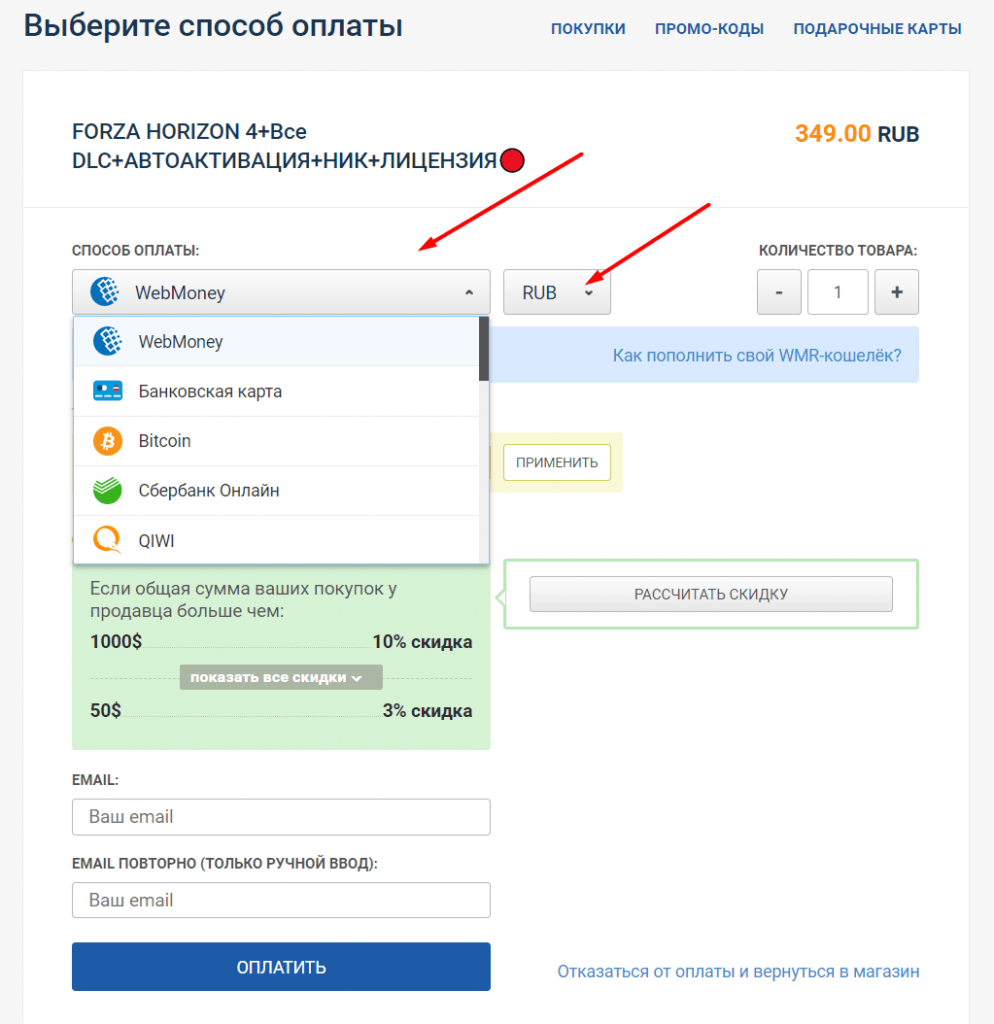 Выберите способ оплаты
ПОКУПКИ
ПРОМО-КОДЫ
ПОДАРОЧНЫЕ КАРТЫ
FORZA HORIZON 4+Все
DLC+АВТОАКТИВАЦИЯ+НИК+ЛИЦЕНЗИЯ
349.00 RUB
СПОСОБ ОПЛАТЫ:
КОЛИЧЕСТВО ТОВАРА:
WebMoney
RUB
-
1
+
WebMoney
Как пополнить свой WMR-кошелёк?
Банковская карта
Bitcoin
ПРИМЕНИТЬ
Сбербанк Онлайн
QIWI
Если общая сумма ваших покупок у
продавца больше чем:
РАССЧИТАТЬ СКИДКУ
1000$ 10% скидка
показать все скидки
50$ 3% скидка
EMAIL:
Ваш email
EMAIL ПОВТОРНО (ТОЛЬКО РУЧНОЙ ВВОД):
Ваш email
ОПЛАТИТЬ
Отказаться от оплаты и вернуться в магазин